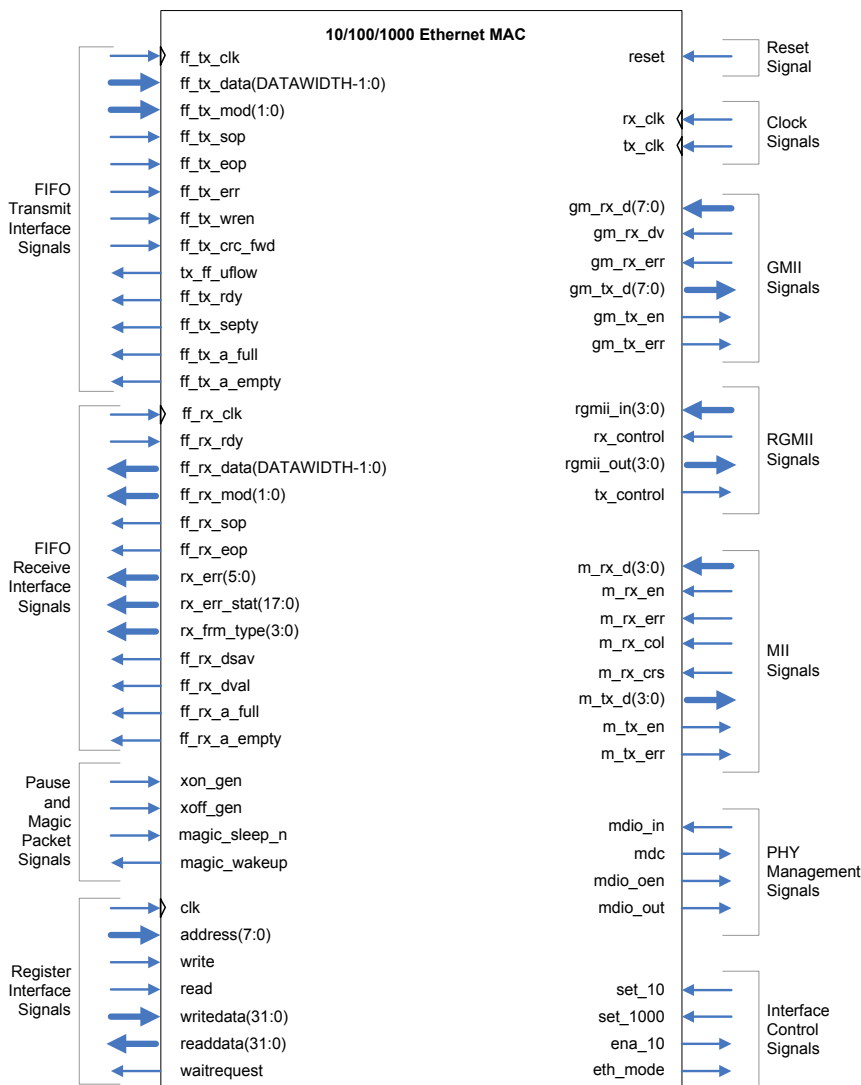 10/100/1000 Ethernet MAC
FIFO
Transmit
Interface
Signals
ff_tx_clk
ff_tx_data(DATAWIDTH-1:0)
ff_tx_mod(1:0)
ff_tx_sop
ff_tx_eop
ff_tx_err
ff_tx_wren
ff_tx_crc_fwd
tx_ff_uflow
ff_tx_rdy
ff_tx_septy
ff_tx_a_full
ff_tx_a_empty
FIFO
Receive
Interface
Signals
ff_rx_clk
ff_rx_rdy
ff_rx_data(DATAWIDTH-1:0)
ff_rx_mod(1:0)
ff_rx_sop
ff_rx_eop
rx_err(5:0)
rx_err_stat(17:0)
rx_frm_type(3:0)
ff_rx_dsav
ff_rx_dval
ff_rx_a_full
ff_rx_a_empty
Pause
and
Magic
Packet
Signals
xon_gen
xoff_gen
magic_sleep_n
magic_wakeup
Register
Interface
Signals
clk
address(7:0)
write
read
writedata(31:0)
readdata(31:0)
waitrequest
reset
Reset
Signal
rx_clk
tx_clk
Clock
Signals
gm_rx_d(7:0)
gm_rx_dv
gm_rx_err
gm_tx_d(7:0)
gm_tx_en
gm_tx_err
GMII
Signals
rgmii_in(3:0)
rx_control
rgmii_out(3:0)
tx_control
RGMII
Signals
m_rx_d(3:0)
m_rx_en
m_rx_err
m_rx_col
m_rx_crs
m_tx_d(3:0)
m_tx_en
m_tx_err
MII
Signals
mdio_in
mdc
mdio_oen
mdio_out
PHY
Management
Signals
set_10
set_1000
ena_10
eth_mode
Interface
Control
Signals